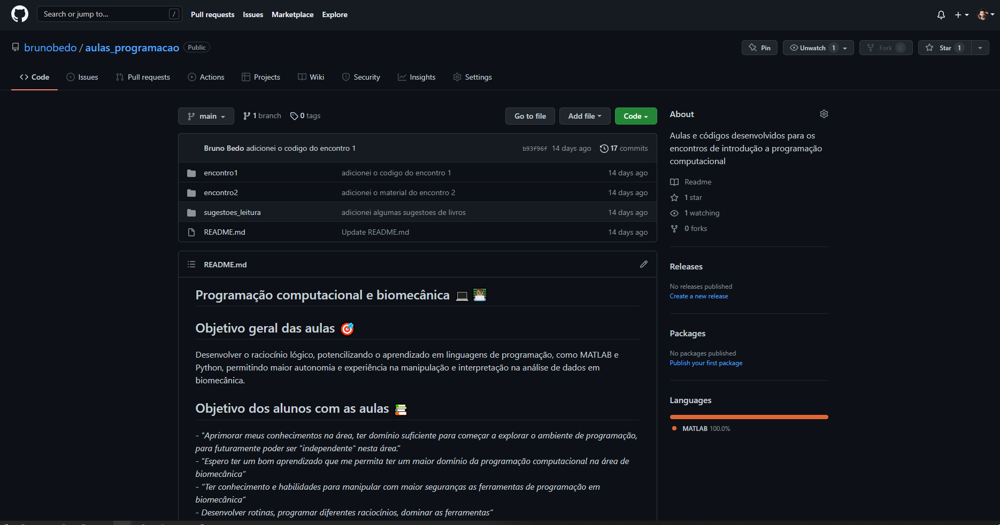 Search or jump to... /
Pull requests Issues Marketplace Explore
brunobedo / aulas_programacao Public
Pin Unwatch 1 Fork 0 Star 1
Code Issues Pull requests Actions Projects Wiki Security Insights Settings
main 1 branch 0 tags Go to file Add file Code
Bruno Bedo adicionei o codigo do encontro 1 b93f96f 14 days ago 17 commits
encontro1 adicionei o codigo do encontro 1 14 days ago
encontro2 adicionei o material do encontro 2 14 days ago
sugestoes_leitura adicionei algumas sugestoes de livros 14 days ago
README.md Update README.md 14 days ago
README.md
Programação computacional e biomecânica
Objetivo geral das aulas
Desenvolver o raciocínio lógico, potencilizando o aprendizado em linguagens de programação, como MATLAB e
Python, permitindo maior autonomia e experiência na manipulação e interpretação na análise de dados em
biomecânica.
Objetivo dos alunos com as aulas
- "Aprimorar meus conhecimentos na área, ter domínio suficiente para começar a explorar o ambiente de programação,
para futuramente poder ser "independente" nesta área.”
- "Espero ter um bom aprendizado que me permita ter um maior domínio da programação computacional na área de
biomecânica”
- “Ter conhecimento e habilidades para manipular com maior seguranças as ferramentas de programação em
biomecânica”
- Desenvolver rotinas, programar diferentes raciocínios, dominar as ferramentas”
About
Aulas e códigos desenvolvidos para os
encontros de introdução a programação
computacional
Readme
1 star
1 watching
0 forks
Releases
No releases published
Create a new release
Packages
No packages published
Publish your first package
Languages
MATLAB 100.0%